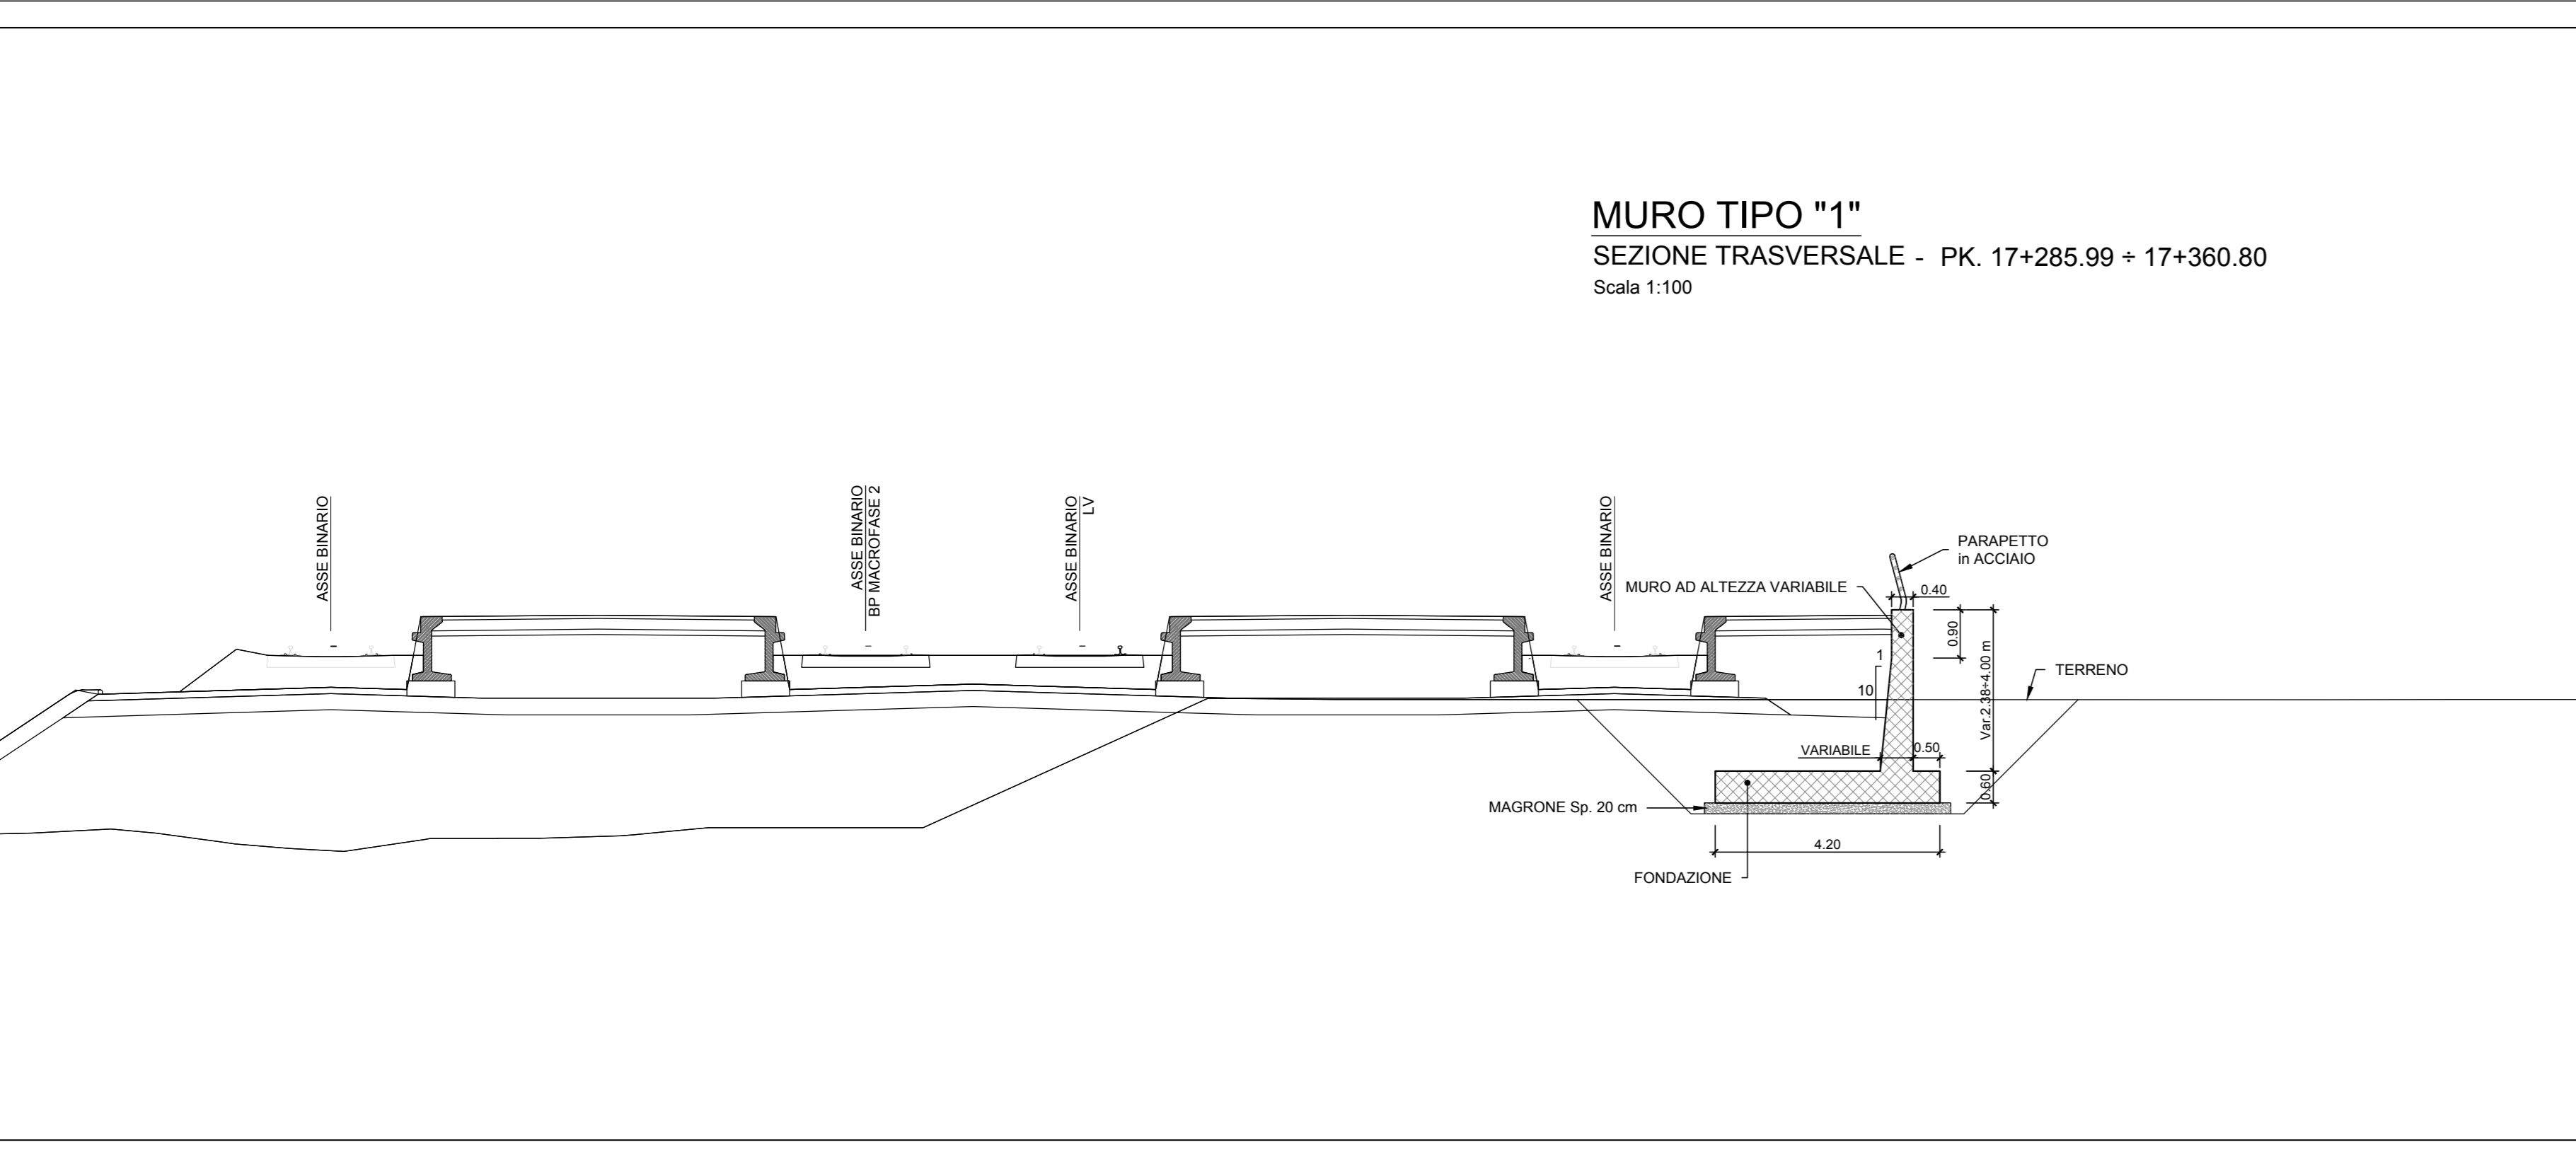 MURO TIPO "1"
SEZIONE TRASVERSALE - PK. 17+285.99 ÷ 17+360.80
Scala 1:100
ASSE BINARIO
ASSE BINARIO
BP MACROFASE 2
ASSE BINARIO
LV
ASSE BINARIO
PARAPETTO
in ACCIAIO
MURO AD ALTEZZA VARIABILE
0.40
0.90
1
10
Var.2.38÷4.00 m
TERRENO
VARIABILE
0.50
0.60
MAGRONE Sp. 20 cm
4.20
FONDAZIONE